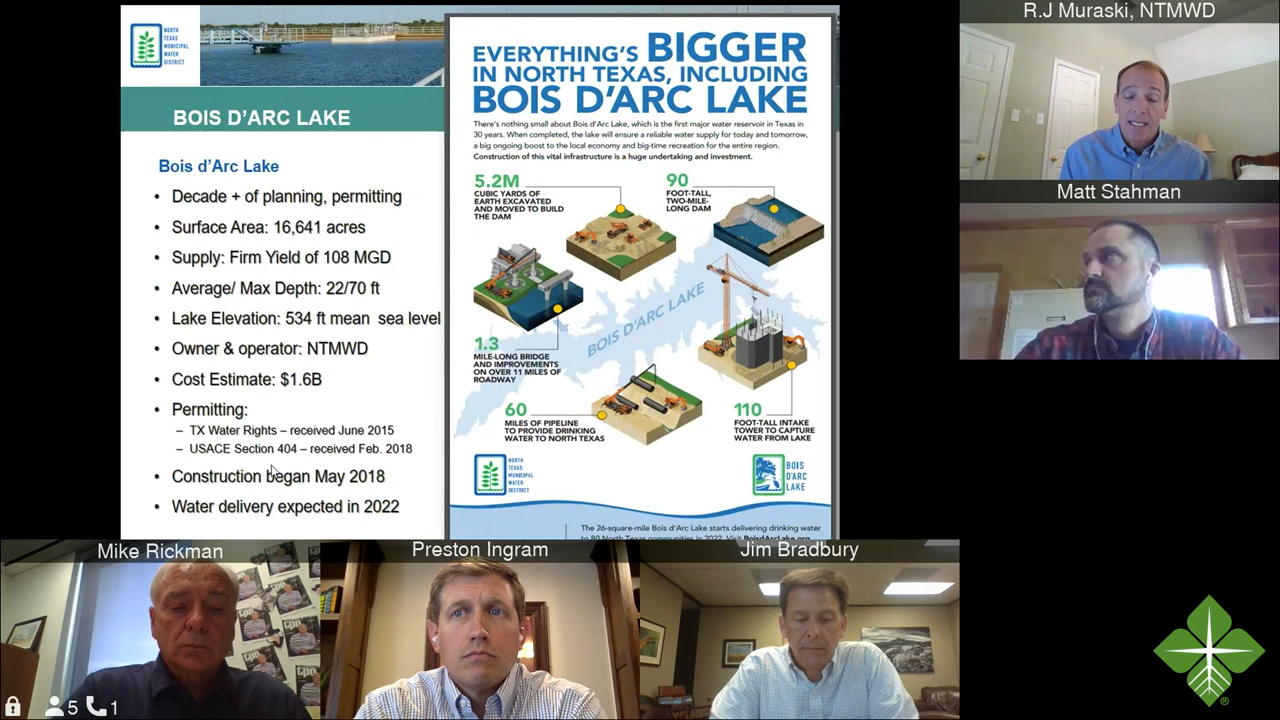 NORTH
TEXAS
MUNICIPAL
WATER
DISTRICT
BOIS D'ARC LAKE
Bois d'Arc Lake
• Decade + of planning, permitting
• Surface Area: 16,641 acres
• Supply: Firm Yield of 108 MGD
• Average/ Max Depth: 22/70 ft
• Lake Elevation: 534 ft mean sea level
• Owner & operator: NTMWD
• Cost Estimate: $1.6B
• Permitting:
– TX Water Rights – received June 2015
– USACE Section 404 – received Feb. 2018
• Construction began May 2018
• Water delivery expected in 2022
EVERYTHING'S BIGGER
IN NORTH TEXAS, INCLUDING
BOIS D'ARC LAKE
There's nothing small about Bois d'Arc Lake, which is the first major water reservoir in Texas in
30 years. When completed, the lake will ensure a reliable water supply for today and tomorrow,
a big ongoing boost to the local economy and big-time recreation for the entire region.
Construction of this vital infrastructure is a huge undertaking and investment.
5.2M
CUBIC YARDS OF
EARTH EXCAVATED
AND MOVED TO BUILD
THE DAM
90
FOOT-TALL,
TWO-MILE-
LONG DAM
BOIS D'ARC LAKE
1.3
MILE-LONG BRIDGE
AND IMPROVEMENTS
ON OVER 11 MILES OF
ROADWAY
60
MILES OF PIPELINE
TO PROVIDE DRINKING
WATER TO NORTH TEXAS
110
FOOT-TALL INTAKE
TOWER TO CAPTURE
WATER FROM LAKE
NORTH
TEXAS
MUNICIPAL
WATER
DISTRICT
BOIS
D'ARC
LAKE
The 26-square-mile Bois d'Arc Lake starts delivering drinking water
to 80 North Texas communities in 2022. Visit BoisdArcLake.org
R.J Muraski, NTMWD
Matt Stahman
Mike Rickman
Preston Ingram
Jim Bradbury
5
1